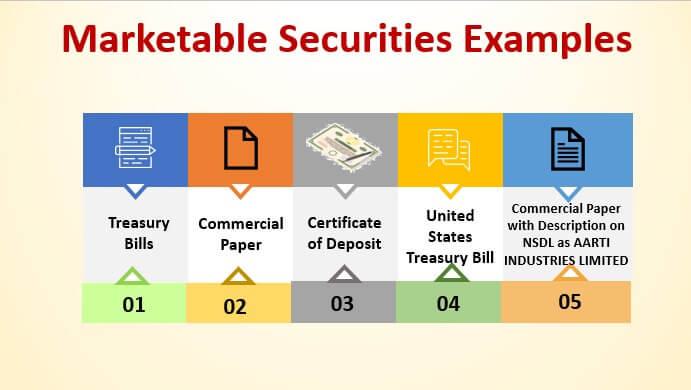 Marketable Securities Examples
Treasury
Bills
Commercial
Paper
Certificate
of Deposit
United
States
Treasury Bill
Commercial Paper
with Description on
NSDL as AARTI
INDUSTRIES LIMITED
01
02
03
04
05